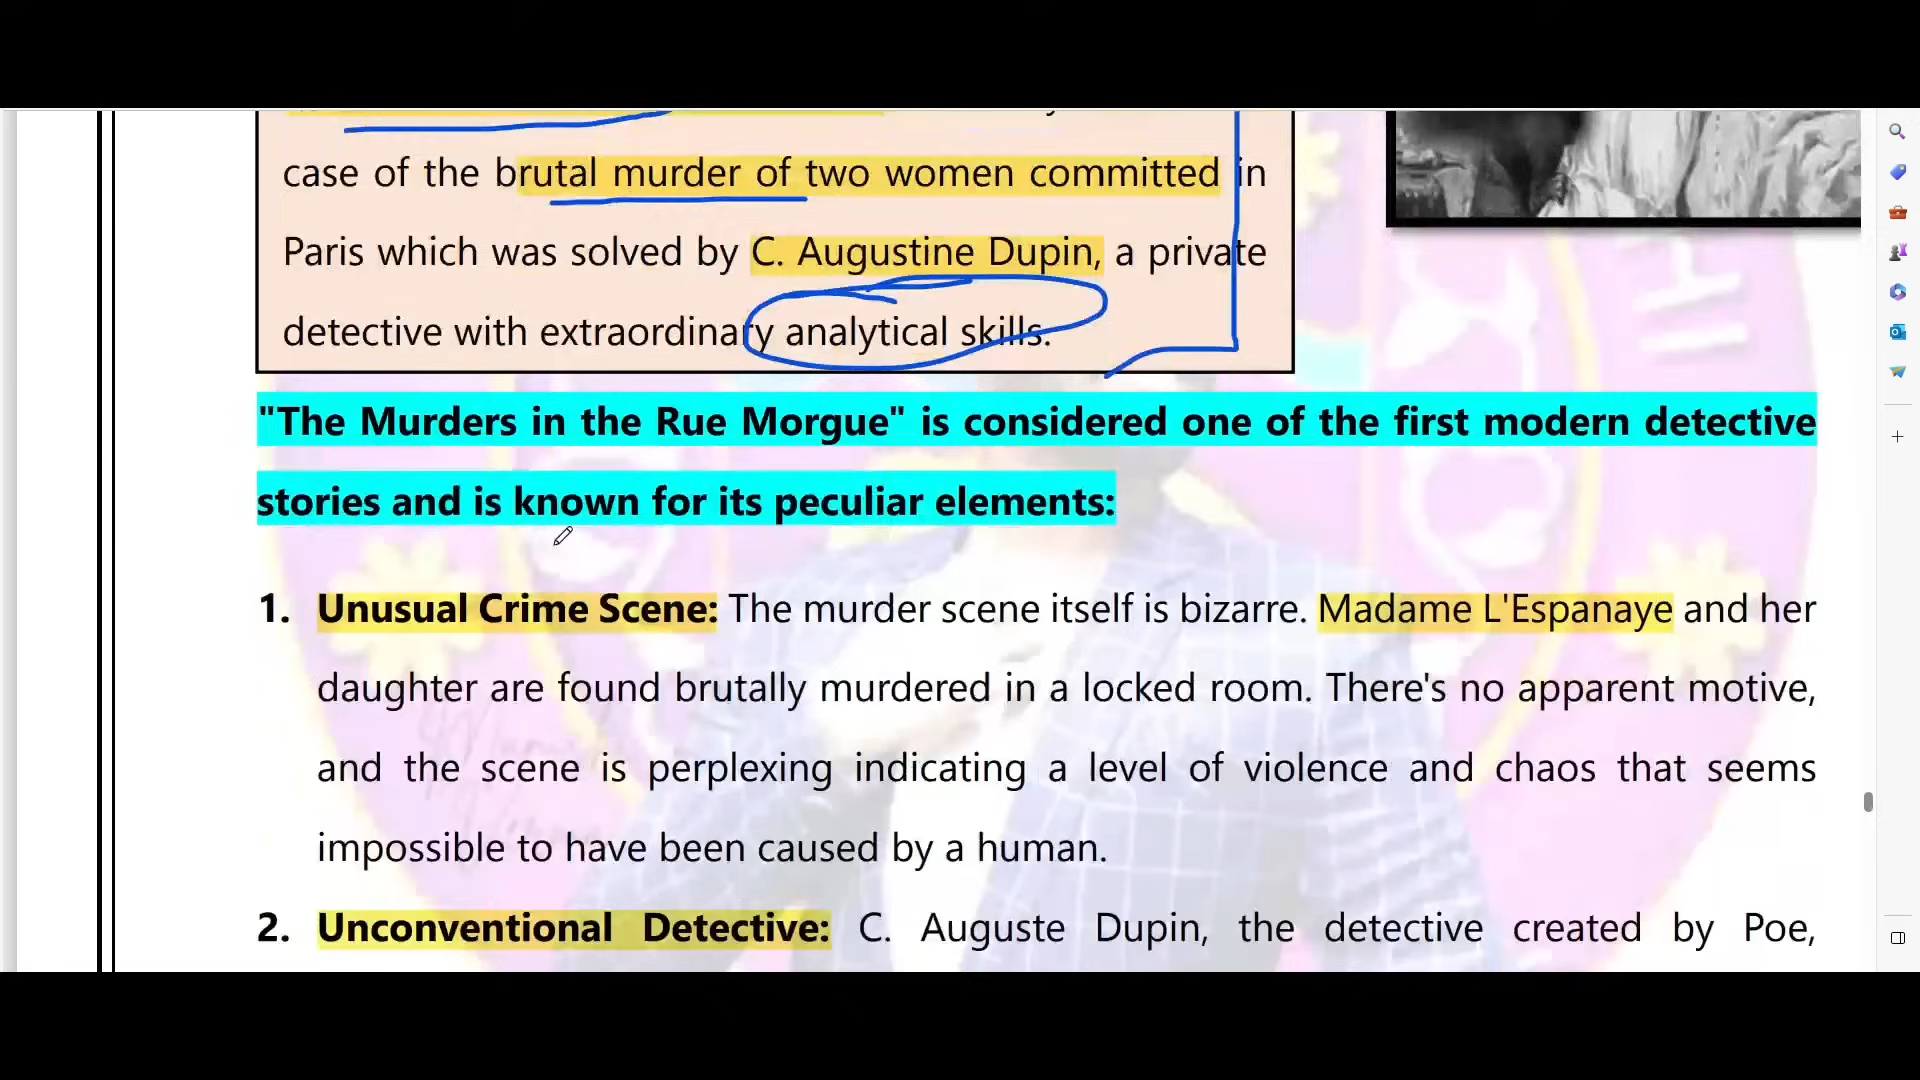 case of the brutal murder of two women committed in
Paris which was solved by C. Augustine Dupin, a private
detective with extraordinary analytical skills.
"The Murders in the Rue Morgue" is considered one of the first modern detective
stories and is known for its peculiar elements:
1. Unusual Crime Scene: The murder scene itself is bizarre. Madame L'Espanaye and her
daughter are found brutally murdered in a locked room. There's no apparent motive,
and the scene is perplexing indicating a level of violence and chaos that seems
impossible to have been caused by a human.
2. Unconventional Detective: C. Auguste Dupin, the detective created by Poe,